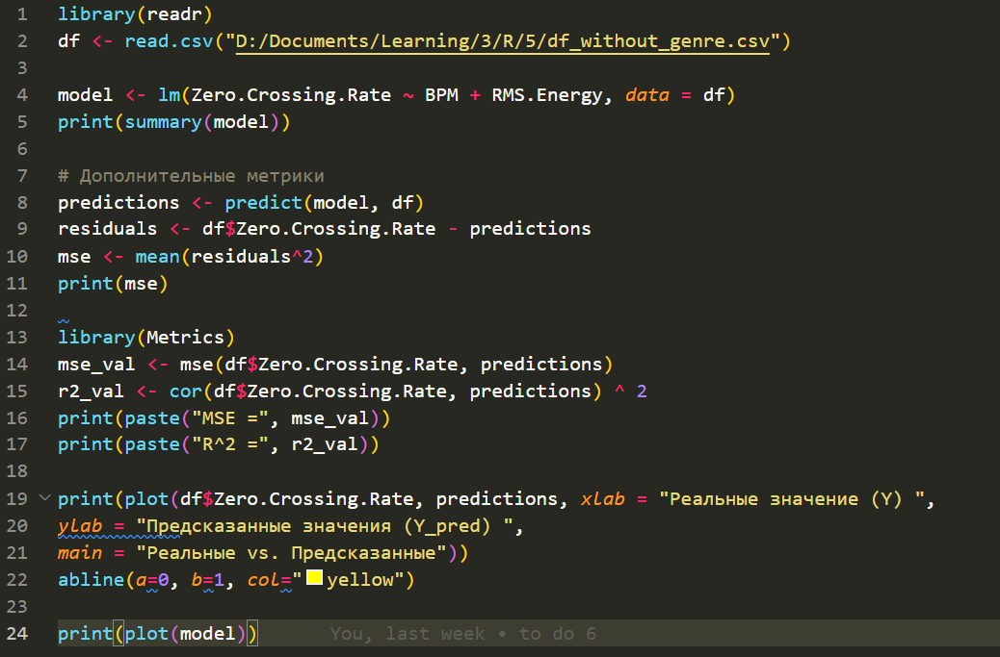 1 library(readr)
2 df <- read.csv("D:/Documents/Learning/3/R/5/df_without_genre.csv")
3
4 model <- lm(Zero.Crossing.Rate ~ BPM + RMS.Energy, data = df)
5 print(summary(model))
6
7 # Дополнительные метрики
8 predictions <- predict(model, df)
9 residuals <- df$Zero.Crossing.Rate - predictions
10 mse <- mean(residuals^2)
11 print(mse)
12
13 library(Metrics)
14 mse_val <- mse(df$Zero.Crossing.Rate, predictions)
15 r2_val <- cor(df$Zero.Crossing.Rate, predictions) ^ 2
16 print(paste("MSE =", mse_val))
17 print(paste("R^2 =", r2_val))
18
19 print(plot(df$Zero.Crossing.Rate, predictions, xlab = "Реальные значение (Y) ",
20 ylab = "Предсказанные значения (Y_pred) ",
21 main = "Реальные vs. Предсказанные"))
22 abline(a=0, b=1, col="yellow")
23
24 print(plot(model)) You, last week • to do 6